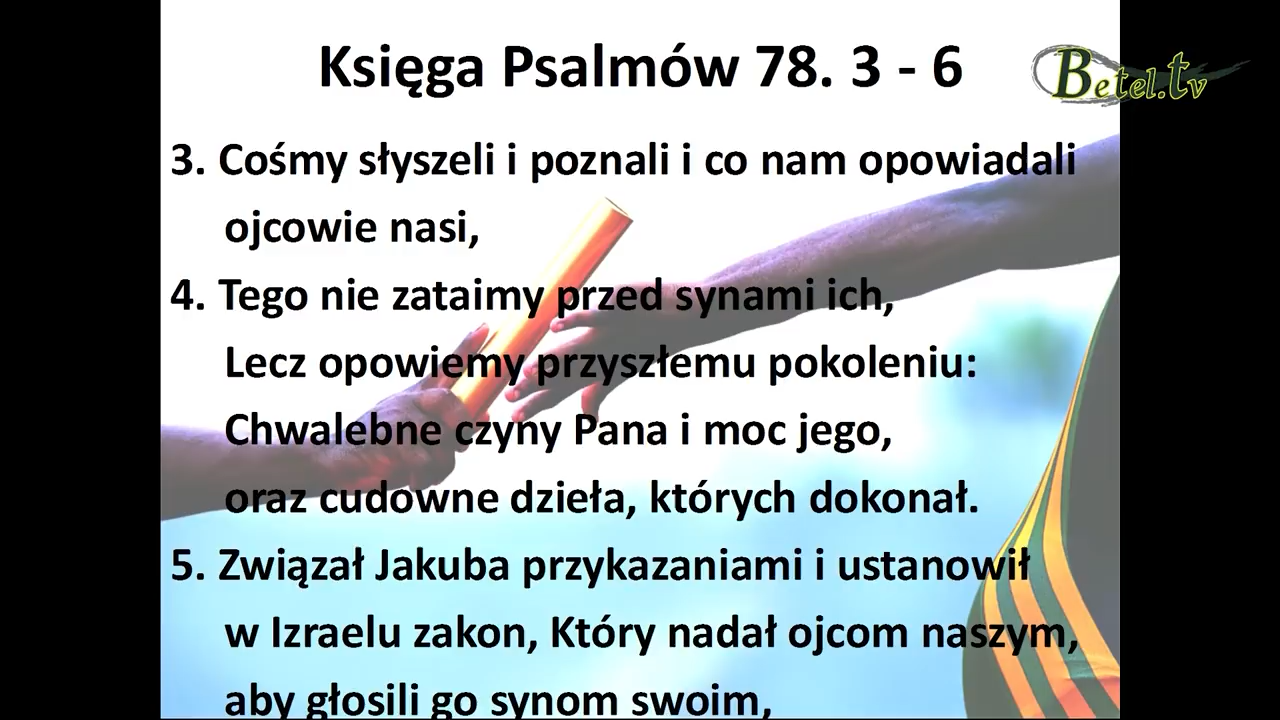 Księga Psalmów 78. 3 - 6
Betel.tv
3. Cośmy słyszeli i poznali i co nam opowiadali
ojcowie nasi,
4. Tego nie zataimy przed synami ich,
Lecz opowiemy przyszłemu pokoleniu:
Chwalebne czyny Pana i moc jego,
oraz cudowne dzieła, których dokonał.
5. Związał Jakuba przykazaniami i ustanowił
w Izraelu zakon, Który nadał ojcom naszym,
aby głosili go synom swoim,